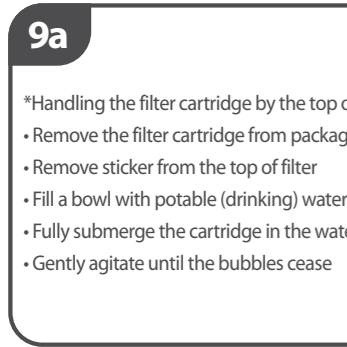 9a
*Handling the filter cartridge by the top
• Remove the filter cartridge from
• Remove sticker from the top of filter
• Fill a bowl with potable (drinking) water
• Fully submerge the cartridge in the
• Gently agitate until the bubbles cease